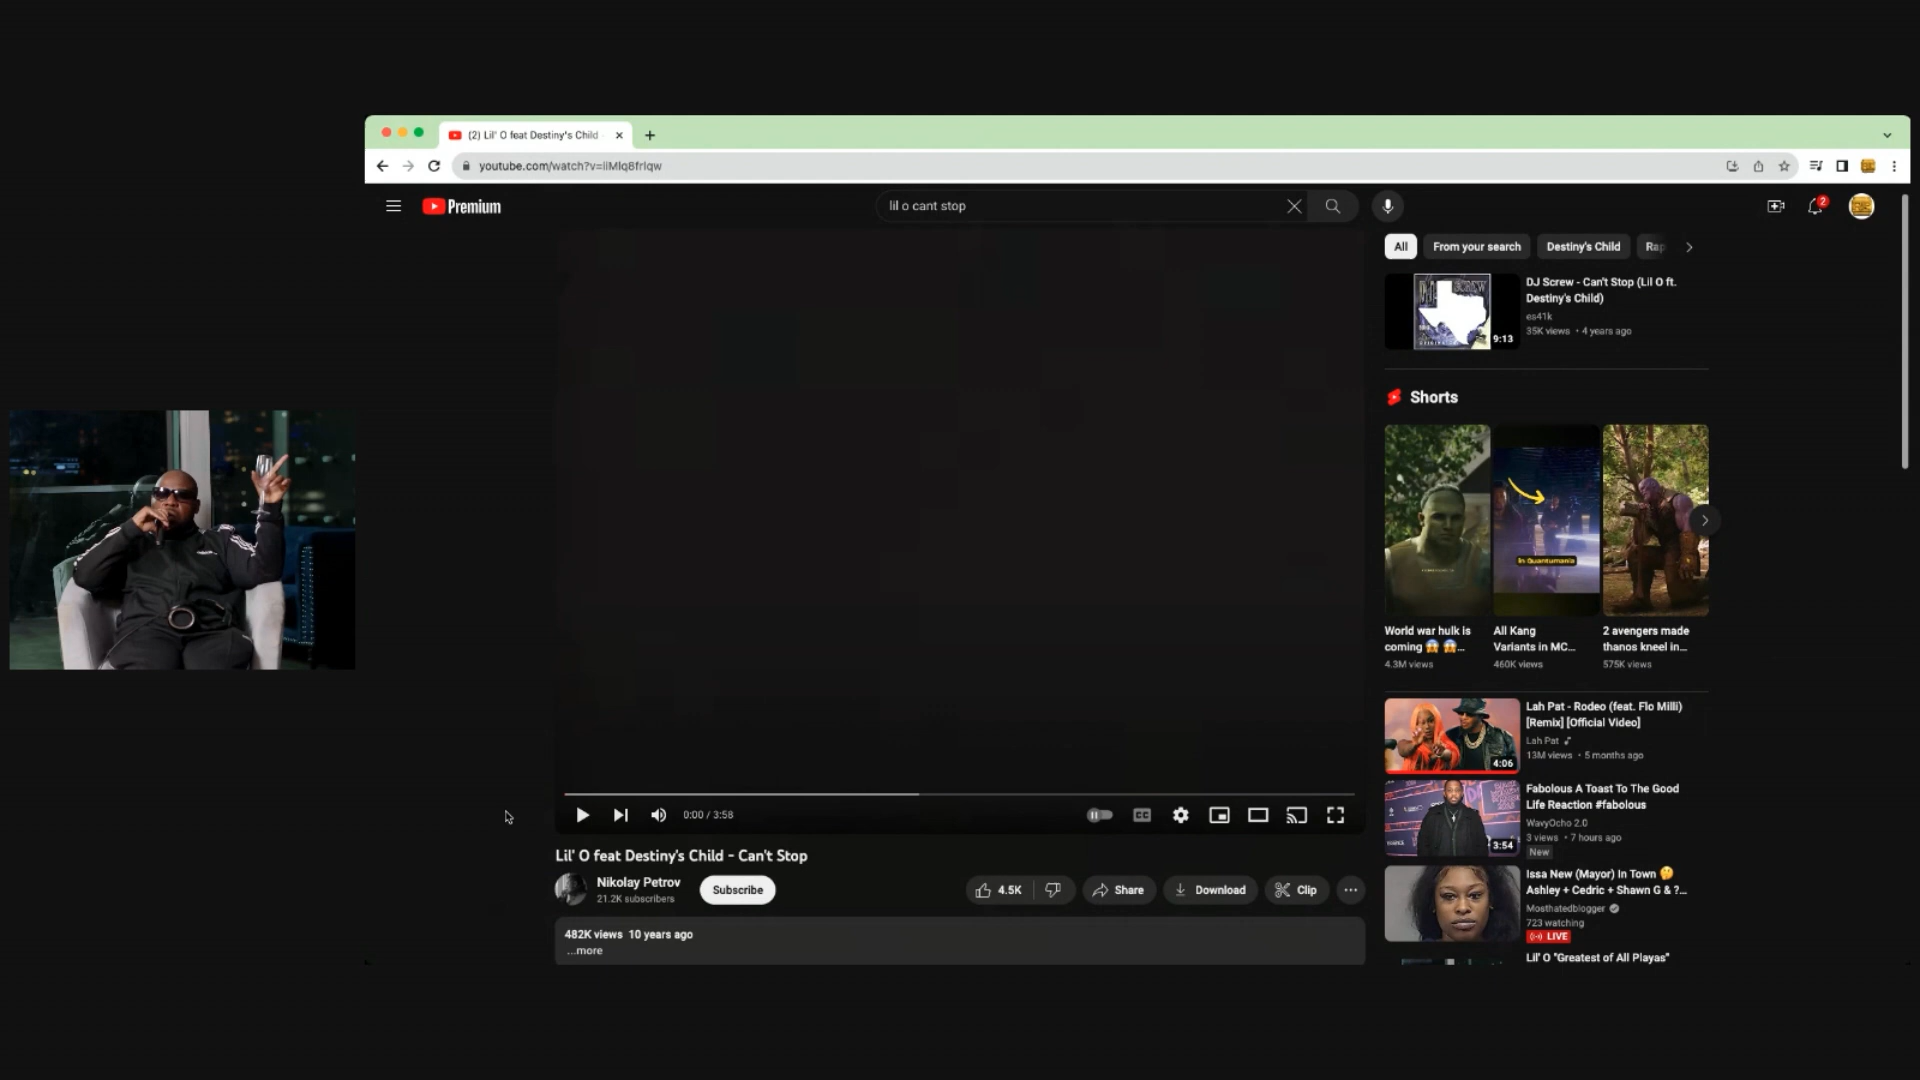 (2) Lil' O feat Destiny's Child
youtube.com/watch?v=iiMlq8frIqw
Premium
lil o cant stop
2
All
From your search
Destiny's Child
Rap
DJ Screw - Can't Stop (Lil O ft.
Destiny's Child)
es41k
35K views • 4 years ago
9:13
Shorts
In Quantumania
World war hulk is
coming 😱 😱...
4.3M views
All Kang
Variants in MC...
460K views
2 avengers made
thanos kneel in...
575K views
Lah Pat - Rodeo (feat. Flo Milli)
[Remix] [Official Video]
Lah Pat
13M views • 5 months ago
4:06
Fabolous A Toast To The Good
Life Reaction #fabolous
WavyOcho 2.0
3 views • 7 hours ago
New
3:54
Issa New (Mayor) In Town 🤔
Ashley + Cedric + Shawn G & ?...
Mosthatedblogger
723 watching
LIVE
Lil' O "Greatest of All Playas"
0:00 / 3:58
CC
Lil' O feat Destiny's Child - Can't Stop
Nikolay Petrov
21.2K subscribers
Subscribe
4.5K
Share
Download
Clip
482K views 10 years ago
...more